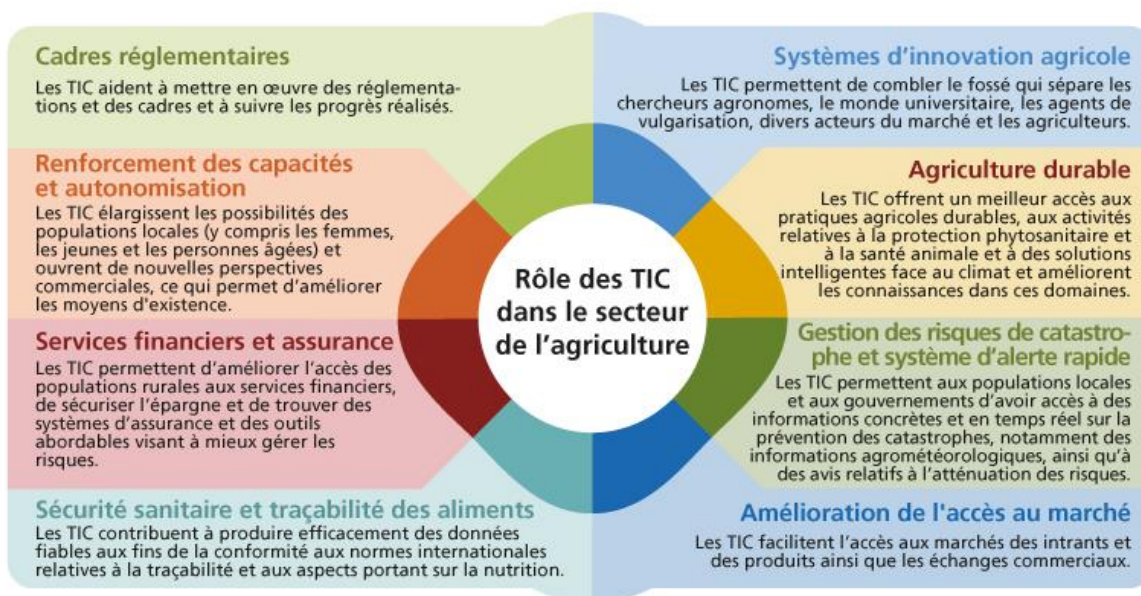 Cadres réglementaires
Les TIC aident à mettre en œuvre des réglementa-
tions et des cadres et à suivre les progrès réalisés.
Renforcement des capacités
et autonomisation
Les TIC élargissent les possibilités des
populations locales (y compris les femmes,
les jeunes et les personnes âgées) et
ouvrent de nouvelles perspectives
commerciales, ce qui permet d’améliorer
les moyens d'existence.
Services financiers et assurance
Les TIC permettent d’améliorer l’accès des
populations rurales aux services financiers,
de sécuriser l’épargne et de trouver des
systèmes d’assurance et des outils
abordables visant à mieux gérer les
risques.
Sécurité sanitaire et traçabilité des aliments
Les TIC contribuent à produire efficacement des données
fiables aux fins de la conformité aux normes internationales
relatives à la traçabilité et aux aspects portant sur la nutrition.
Rôle des TIC
dans le secteur
de l’agriculture
Systèmes d’innovation agricole
Les TIC permettent de combler le fossé qui sépare les
chercheurs agronomes, le monde universitaire, les agents de
vulgarisation, divers acteurs du marché et les agriculteurs.
Agriculture durable
Les TIC offrent un meilleur accès aux
pratiques agricoles durables, aux activités
relatives à la protection phytosanitaire et
à la santé animale et à des solutions
intelligentes face au climat et améliorent
les connaissances dans ces domaines.
Gestion des risques de catastro-
phe et système d’alerte rapide
Les TIC permettent aux populations locales
et aux gouvernements d’avoir accès à des
informations concrètes et en temps réel sur la
prévention des catastrophes, notamment des
informations agrométéorologiques, ainsi qu’à
des avis relatifs à l’atténuation des risques.
Amélioration de l'accès au marché
Les TIC facilitent l’accès aux marchés des intrants et
des produits ainsi que les échanges commerciaux.